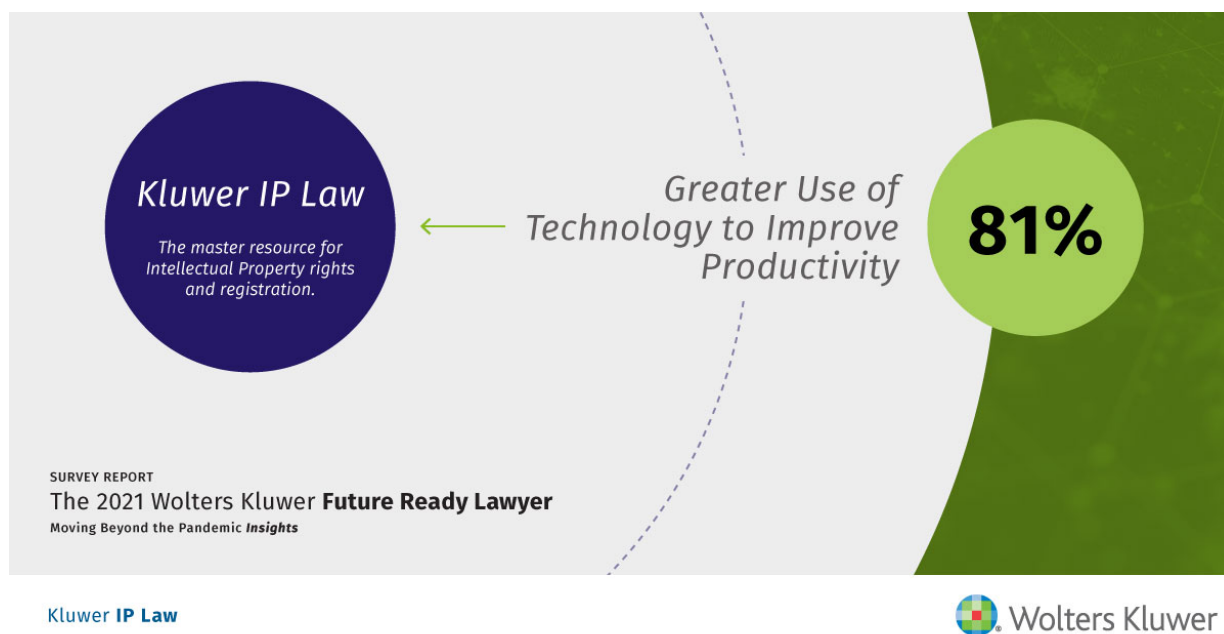 Kluwer IP Law
The master resource for
Intellectual Property rights
and registration.
Greater Use of
Technology to Improve
Productivity
81%
SURVEY REPORT
The 2021 Wolters Kluwer Future Ready Lawyer
Moving Beyond the Pandemic Insights
Kluwer IP Law
Wolters Kluwer